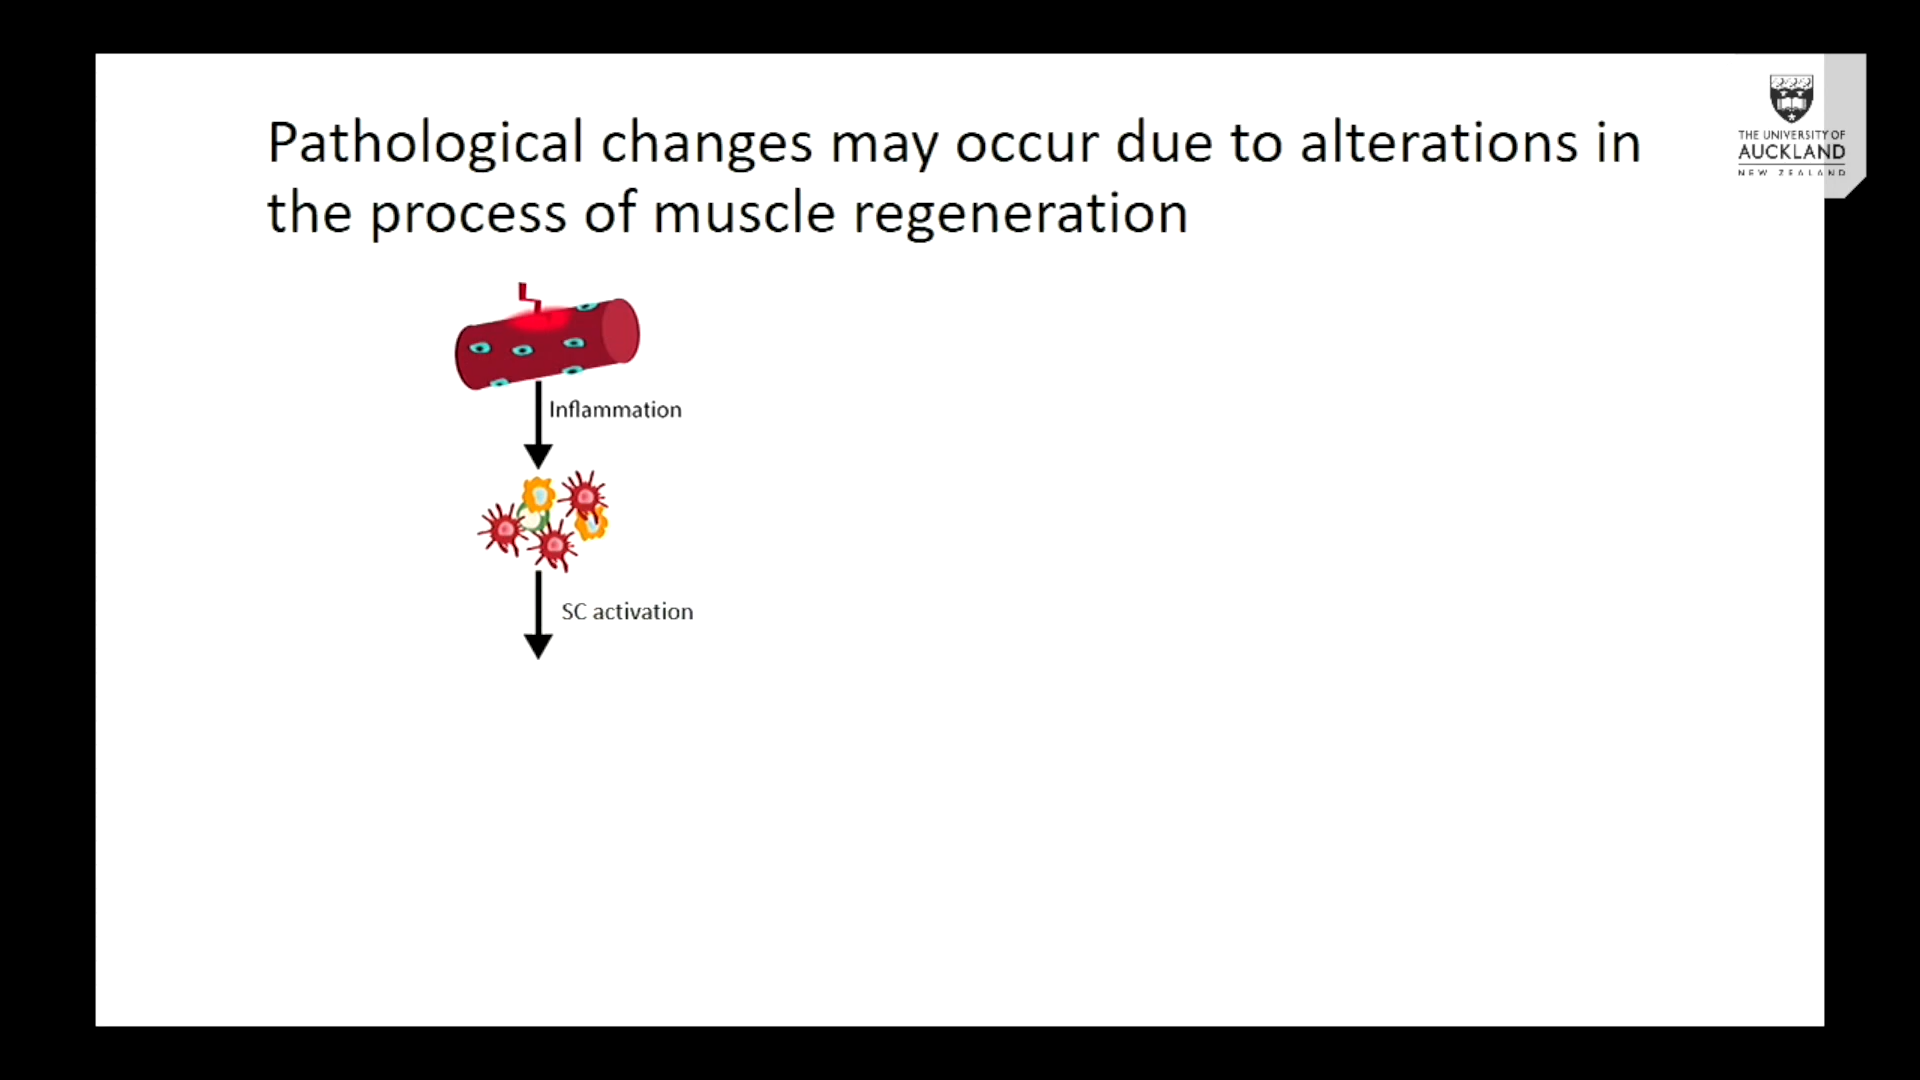 Pathological changes may occur due to alterations in
the process of muscle regeneration
THE UNIVERSITY OF
AUCKLAND
NEW ZEALAND
Inflammation
SC activation